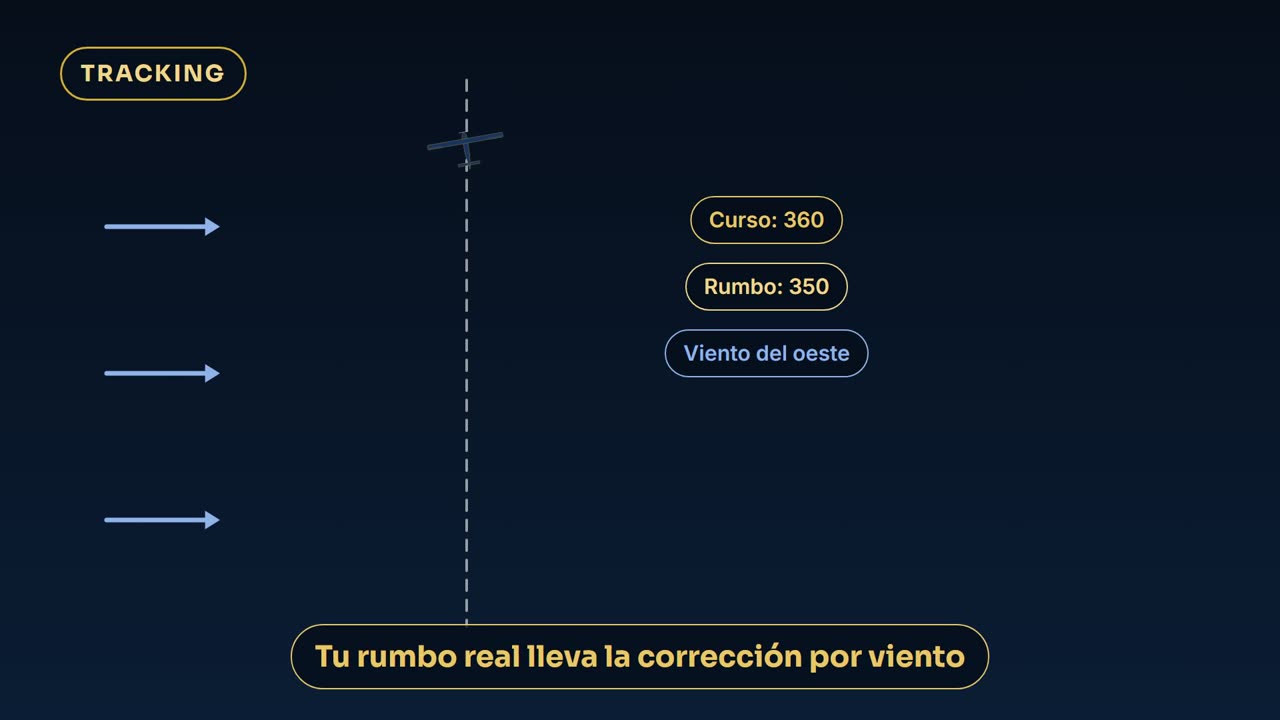 TRACKING
Curso: 360
Rumbo: 350
Viento del oeste
Tu rumbo real lleva la corrección por viento